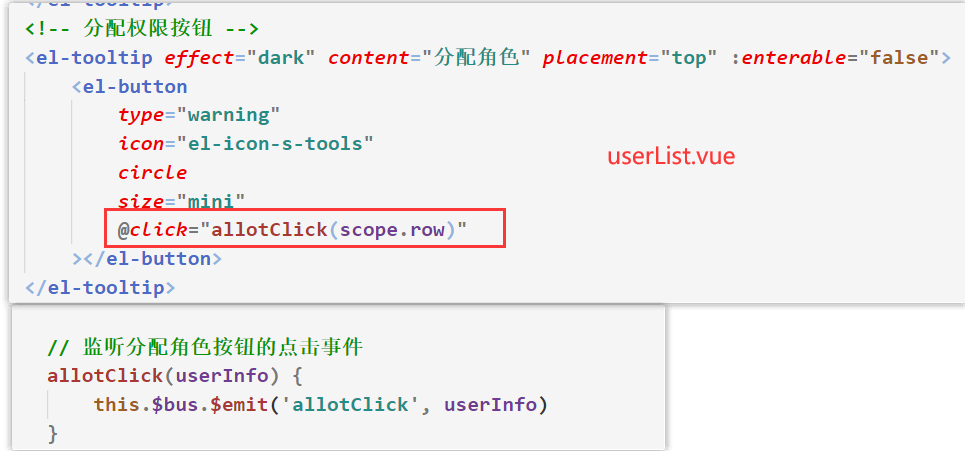 <!-- 分配权限按钮 -->
<el-tooltip effect="dark" content="分配角色" placement="top" :enterable="false">
<el-button
type="warning"
icon="el-icon-s-tools"
circle
size="mini"
@click="allotClick(scope.row)"
></el-button>
</el-tooltip>
userList.vue
// 监听分配角色按钮的点击事件
allotClick(userInfo) {
this.$bus.$emit('allotClick', userInfo)
}